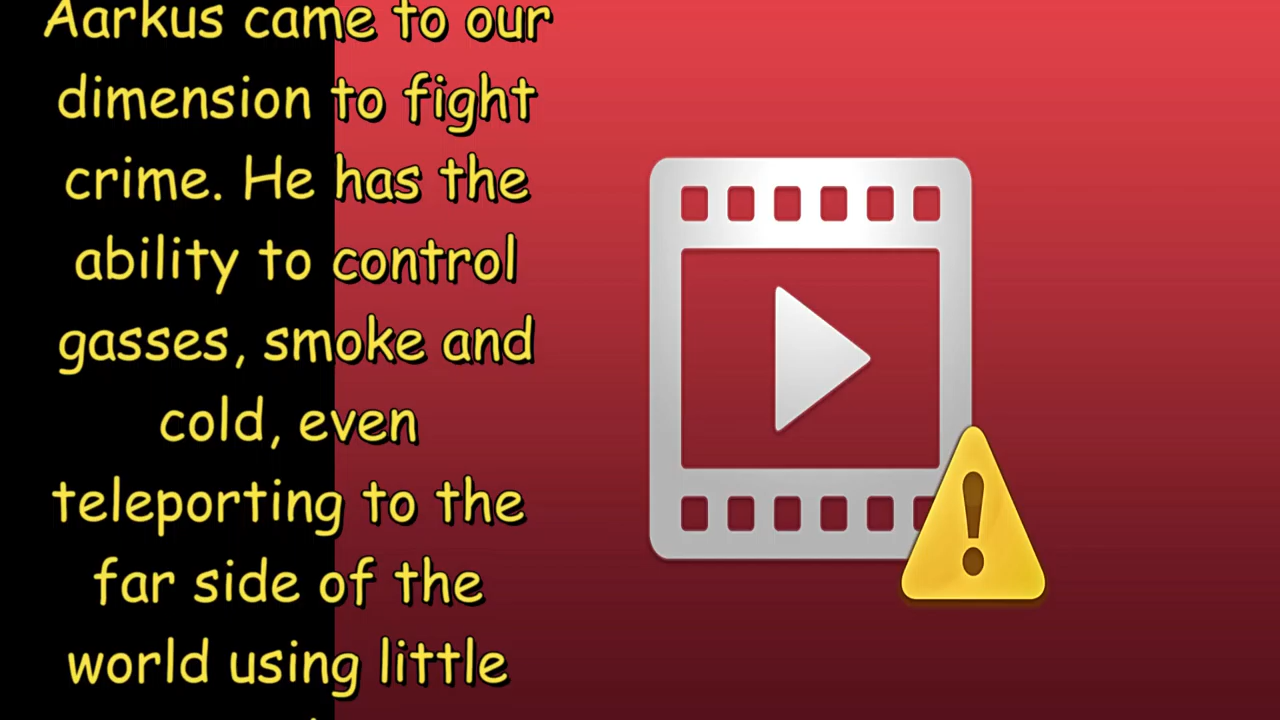 Aarkus came to our
dimension to fight
crime. He has the
ability to control
gasses, smoke and
cold, even
teleporting to the
far side of the
world using little